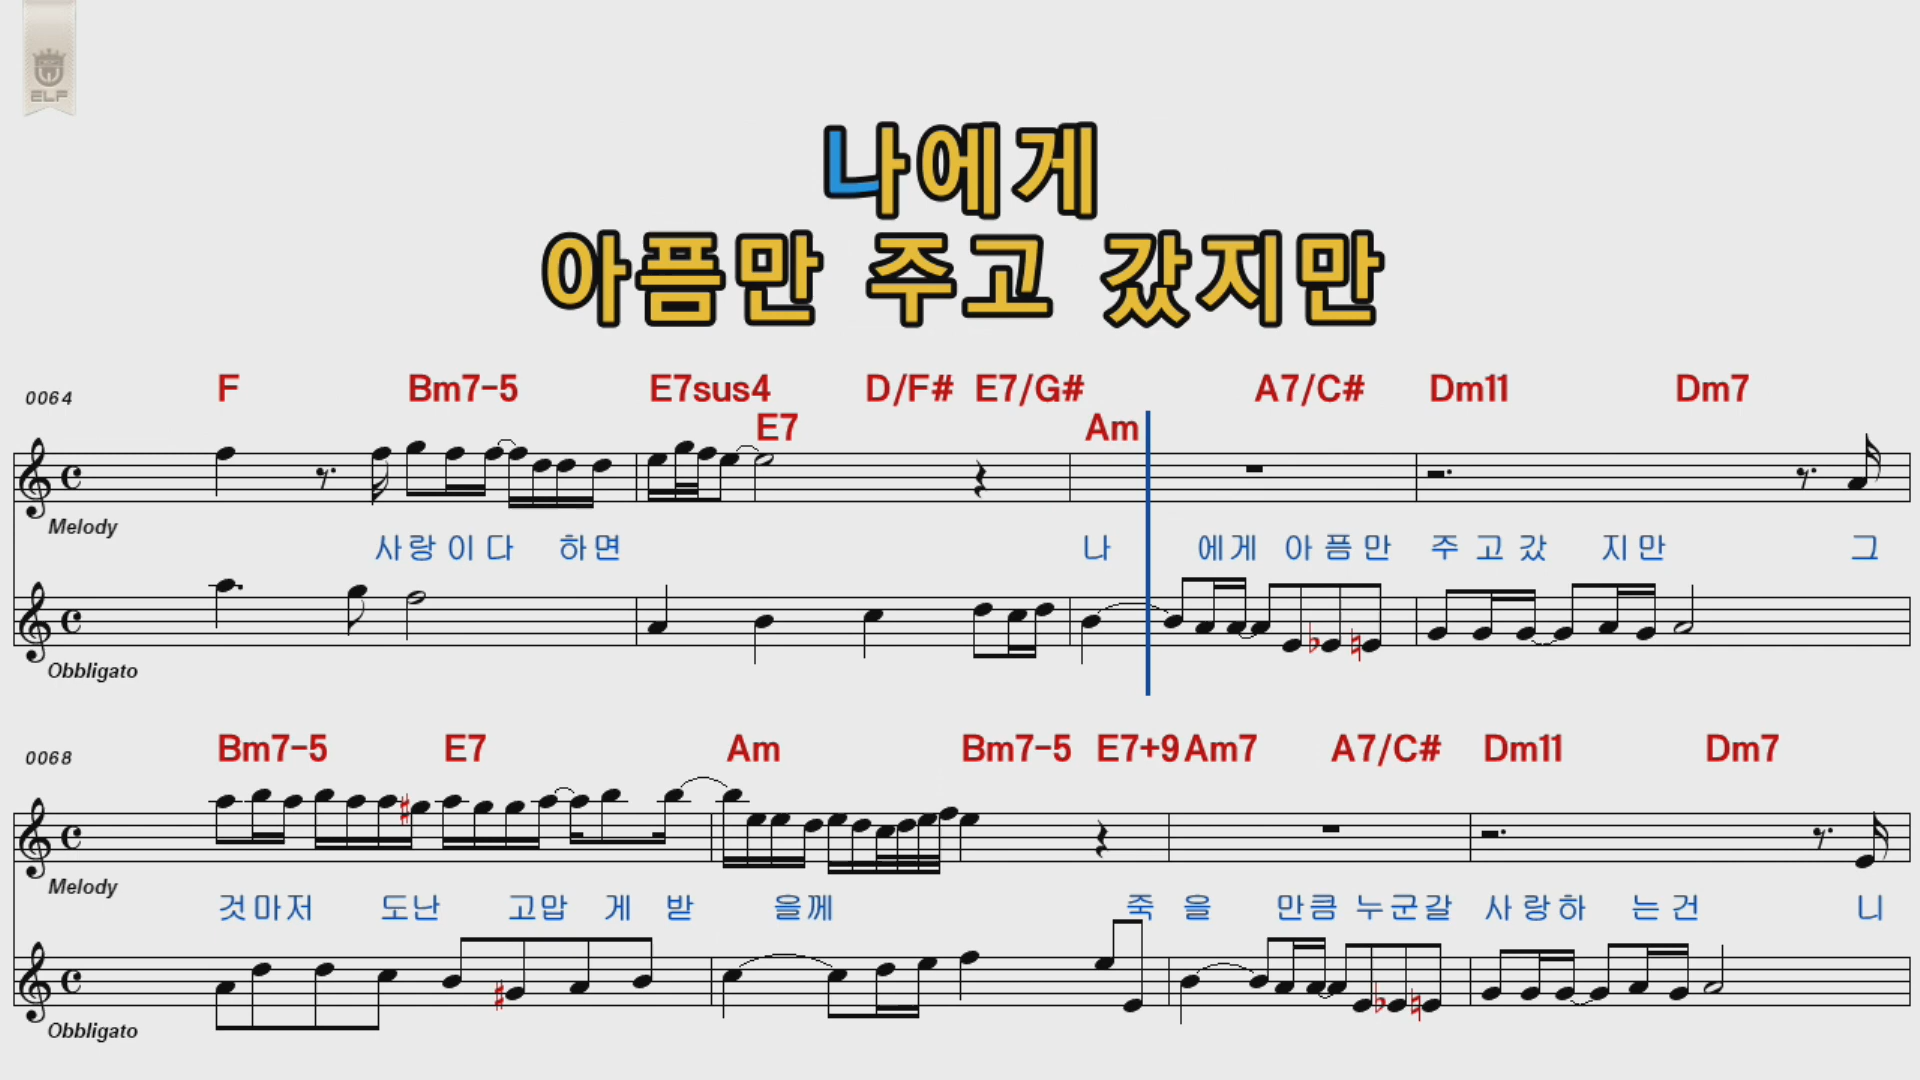 ELF
나에게
아픔만 주고 갔지만
0064 F Bm7-5 E7sus4 D/F# E7/G# A7/C# Dm11 Dm7
E7 Am
Melody
사랑이다 하면 나 에게 아픔만 주고갔 지만 그
Obbligato
0068 Bm7-5 E7 Am Bm7-5 E7+9 Am7 A7/C# Dm11 Dm7
Melody
것마저 도난 고맙 게 받 을께 죽 을 만큼 누군갈 사랑하 는건 니
Obbligato